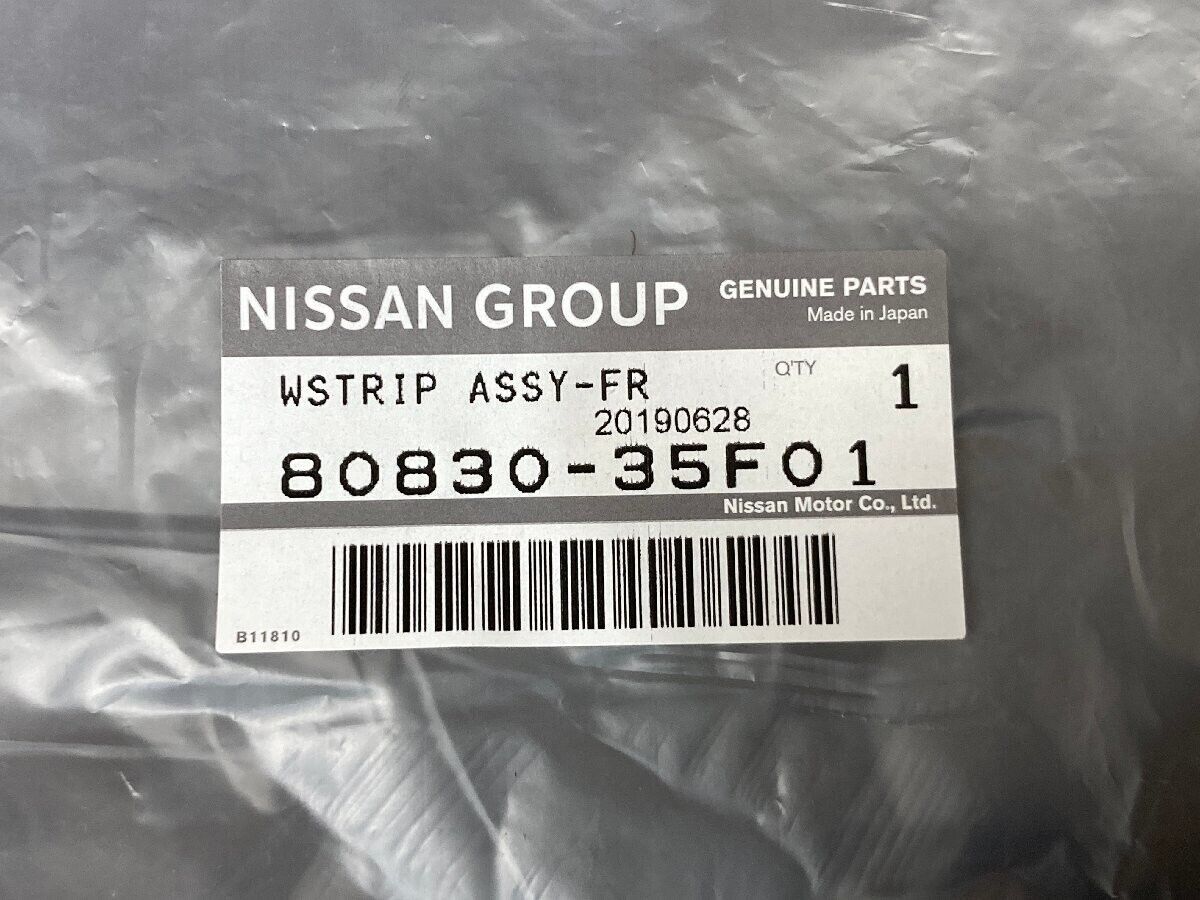 NISSAN GROUP
GENUINE PARTS
Made in Japan
WSTRIP ASSY-FR
Q'TY
1
20190628
80830-35F01
Nissan Motor Co., Ltd.
B11810